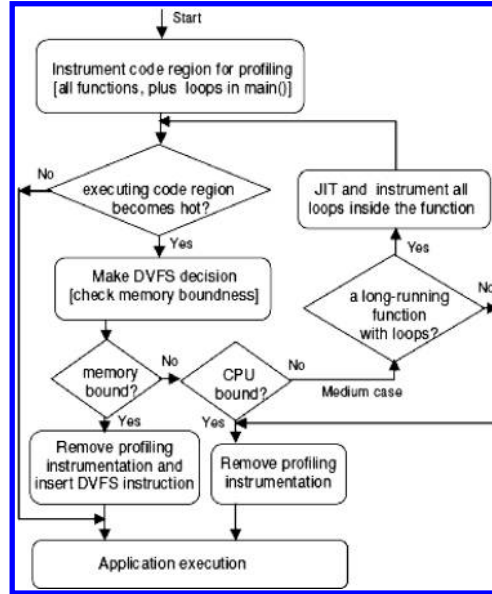 Start
Instrument code region for profiling
[all functions, plus loops in main()]
No
executing code region
becomes hot?
Yes
JIT and instrument all
loops inside the function
Make DVFS decision
[check memory boundness]
Yes
No
a long-running
function
with loops?
memory
bound?
No
CPU
bound?
No
Medium case
Yes
Yes
Remove profiling
instrumentation and
insert DVFS instruction
Remove profiling
instrumentation
Application execution